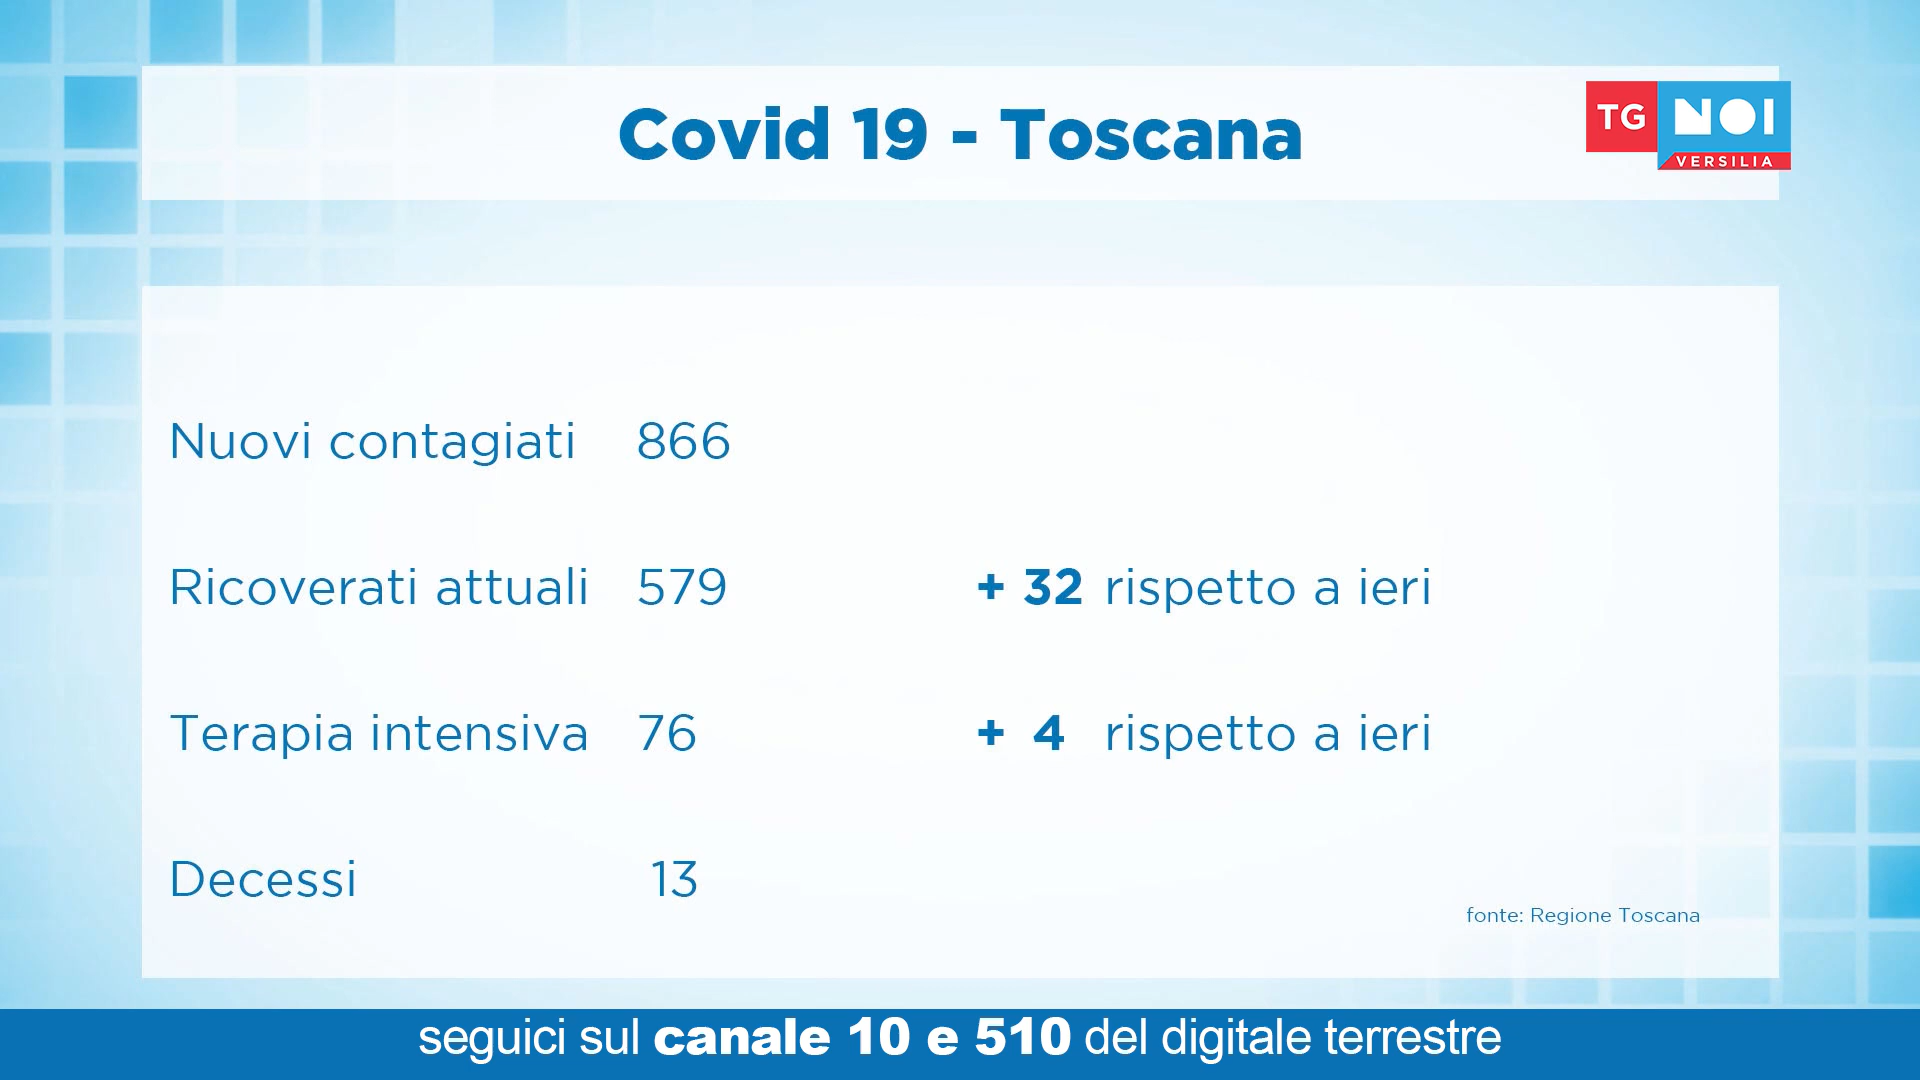 Covid 19 - Toscana
TG NOI
VERSILIA
Nuovi contagiati 866
Ricoverati attuali 579 + 32 rispetto a ieri
Terapia intensiva 76 + 4 rispetto a ieri
Decessi 13
fonte: Regione Toscana
seguici sul canale 10 e 510 del digitale terrestre